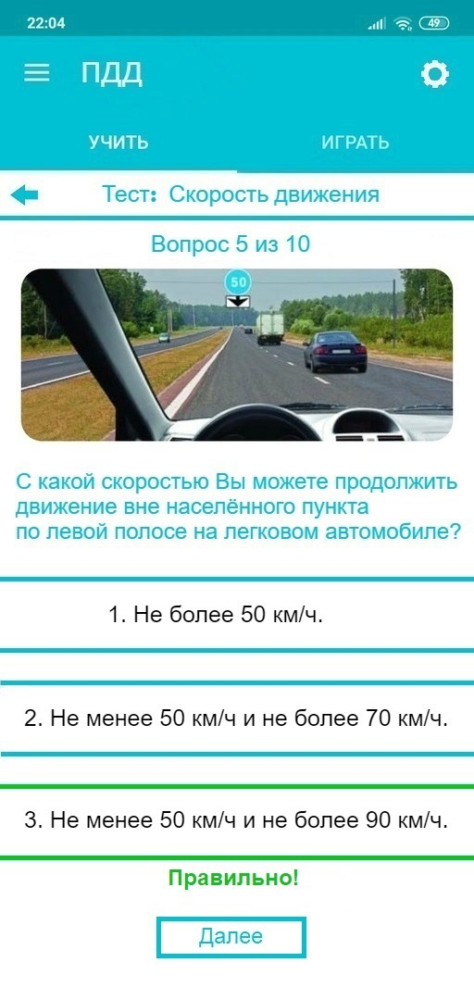 22:04
49
ПДД
УЧИТЬ
ИГРАТЬ
Тест: Скорость движения
Вопрос 5 из 10
50
С какой скоростью Вы можете продолжить
движение вне населённого пункта
по левой полосе на легковом автомобиле?
1. Не более 50 км/ч.
2. Не менее 50 км/ч и не более 70 км/ч.
3. Не менее 50 км/ч и не более 90 км/ч.
Правильно!
Далее